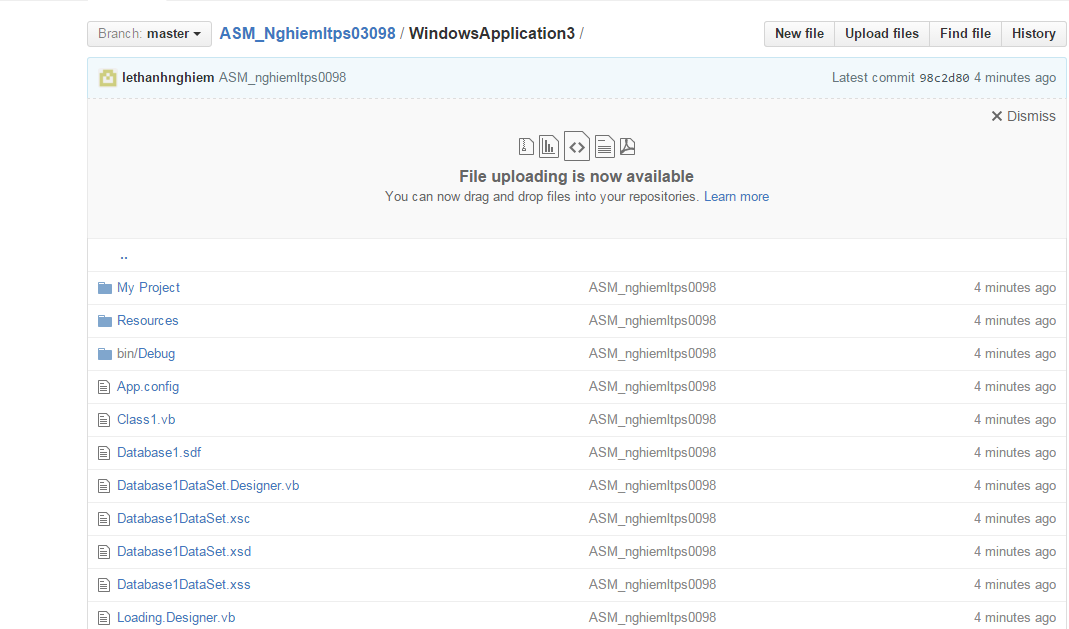 Branch: master ASM_Nghiemltps03098 / WindowsApplication3 / New file Upload files Find file History
lethanhnghiem ASM_nghiemltps0098 Latest commit 98c2d80 4 minutes ago
Dismiss
File uploading is now available
You can now drag and drop files into your repositories. Learn more
..
My Project ASM_nghiemltps0098 4 minutes ago
Resources ASM_nghiemltps0098 4 minutes ago
bin/Debug ASM_nghiemltps0098 4 minutes ago
App.config ASM_nghiemltps0098 4 minutes ago
Class1.vb ASM_nghiemltps0098 4 minutes ago
Database1.sdf ASM_nghiemltps0098 4 minutes ago
Database1DataSet.Designer.vb ASM_nghiemltps0098 4 minutes ago
Database1DataSet.xsc ASM_nghiemltps0098 4 minutes ago
Database1DataSet.xsd ASM_nghiemltps0098 4 minutes ago
Database1DataSet.xss ASM_nghiemltps0098 4 minutes ago
Loading.Designer.vb ASM_nghiemltps0098 4 minutes ago